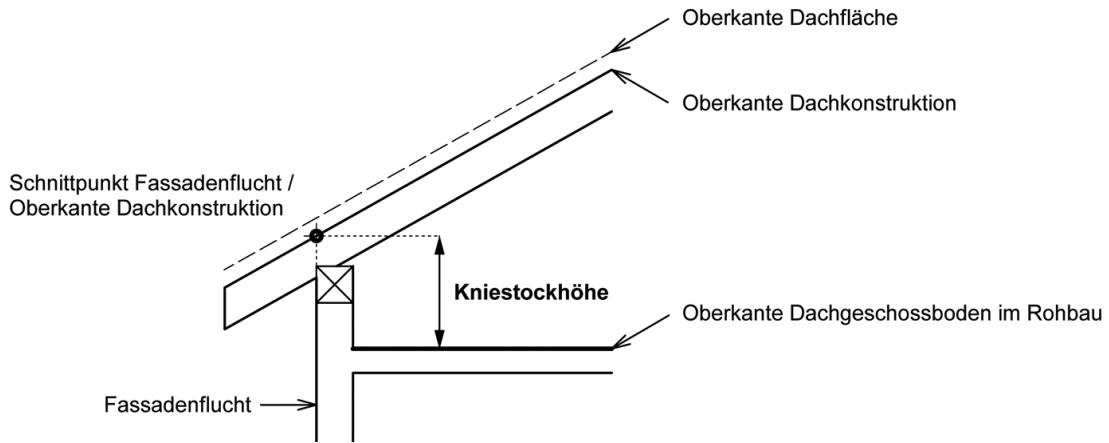 Oberkante Dachfläche
Oberkante Dachkonstruktion
Schnittpunkt Fassadenflucht /
Oberkante Dachkonstruktion
Kniestockhöhe
Oberkante Dachgeschossboden im Rohbau
Fassadenflucht